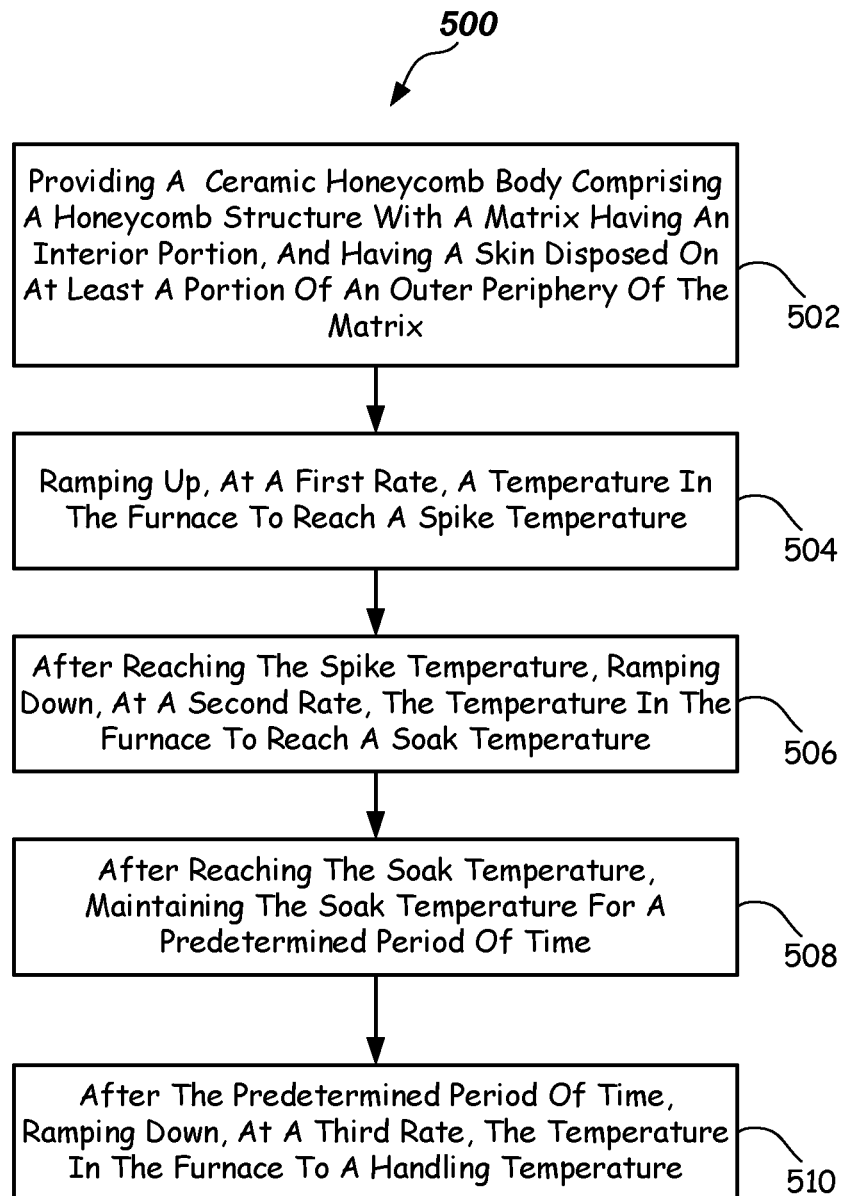 500
Providing A Ceramic Honeycomb Body Comprising
A Honeycomb Structure With A Matrix Having An
Interior Portion, And Having A Skin Disposed On
At Least A Portion Of An Outer Periphery Of The
Matrix
502
Ramping Up, At A First Rate, A Temperature In
The Furnace To Reach A Spike Temperature
504
After Reaching The Spike Temperature, Ramping
Down, At A Second Rate, The Temperature In The
Furnace To Reach A Soak Temperature
506
After Reaching The Soak Temperature,
Maintaining The Soak Temperature For A
Predetermined Period Of Time
508
After The Predetermined Period Of Time,
Ramping Down, At A Third Rate, The Temperature
In The Furnace To A Handling Temperature
510